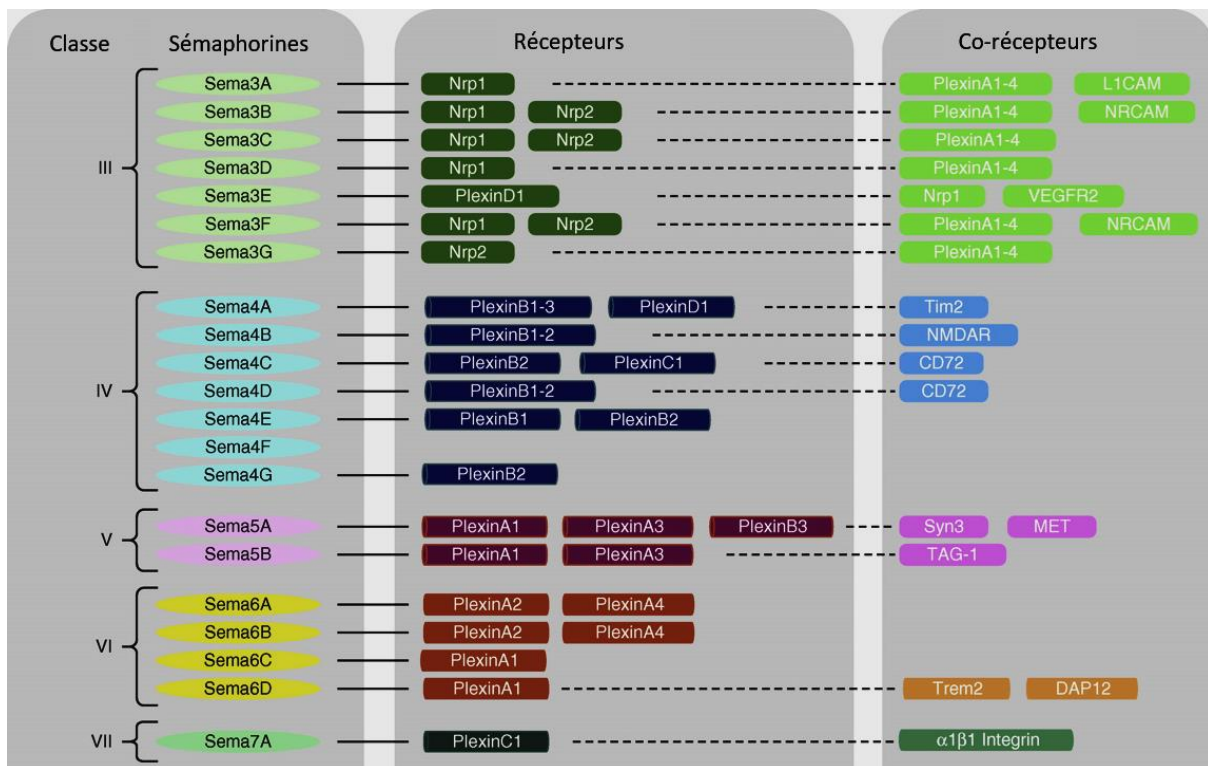 Classe Sémaphorines Récepteurs Co-récepteurs
Sema3A Nrp1 PlexinA1-4 L1CAM
Sema3B Nrp1 Nrp2 PlexinA1-4 NRCAM
Sema3C Nrp1 Nrp2 PlexinA1-4
III Sema3D Nrp1 PlexinA1-4
Sema3E PlexinD1 Nrp1 VEGFR2
Sema3F Nrp1 Nrp2 PlexinA1-4 NRCAM
Sema3G Nrp2 PlexinA1-4
Sema4A PlexinB1-3 PlexinD1 Tim2
Sema4B PlexinB1-2 NMDAR
Sema4C PlexinB2 PlexinC1 CD72
IV Sema4D PlexinB1-2 CD72
Sema4E PlexinB1 PlexinB2
Sema4F
Sema4G PlexinB2
V Sema5A PlexinA1 PlexinA3 PlexinB3 Syn3 MET
Sema5B PlexinA1 PlexinA3 TAG-1
Sema6A PlexinA2 PlexinA4
VI Sema6B PlexinA2 PlexinA4
Sema6C PlexinA1
Sema6D PlexinA1 Trem2 DAP12
VII Sema7A PlexinC1 α1β1 Integrin